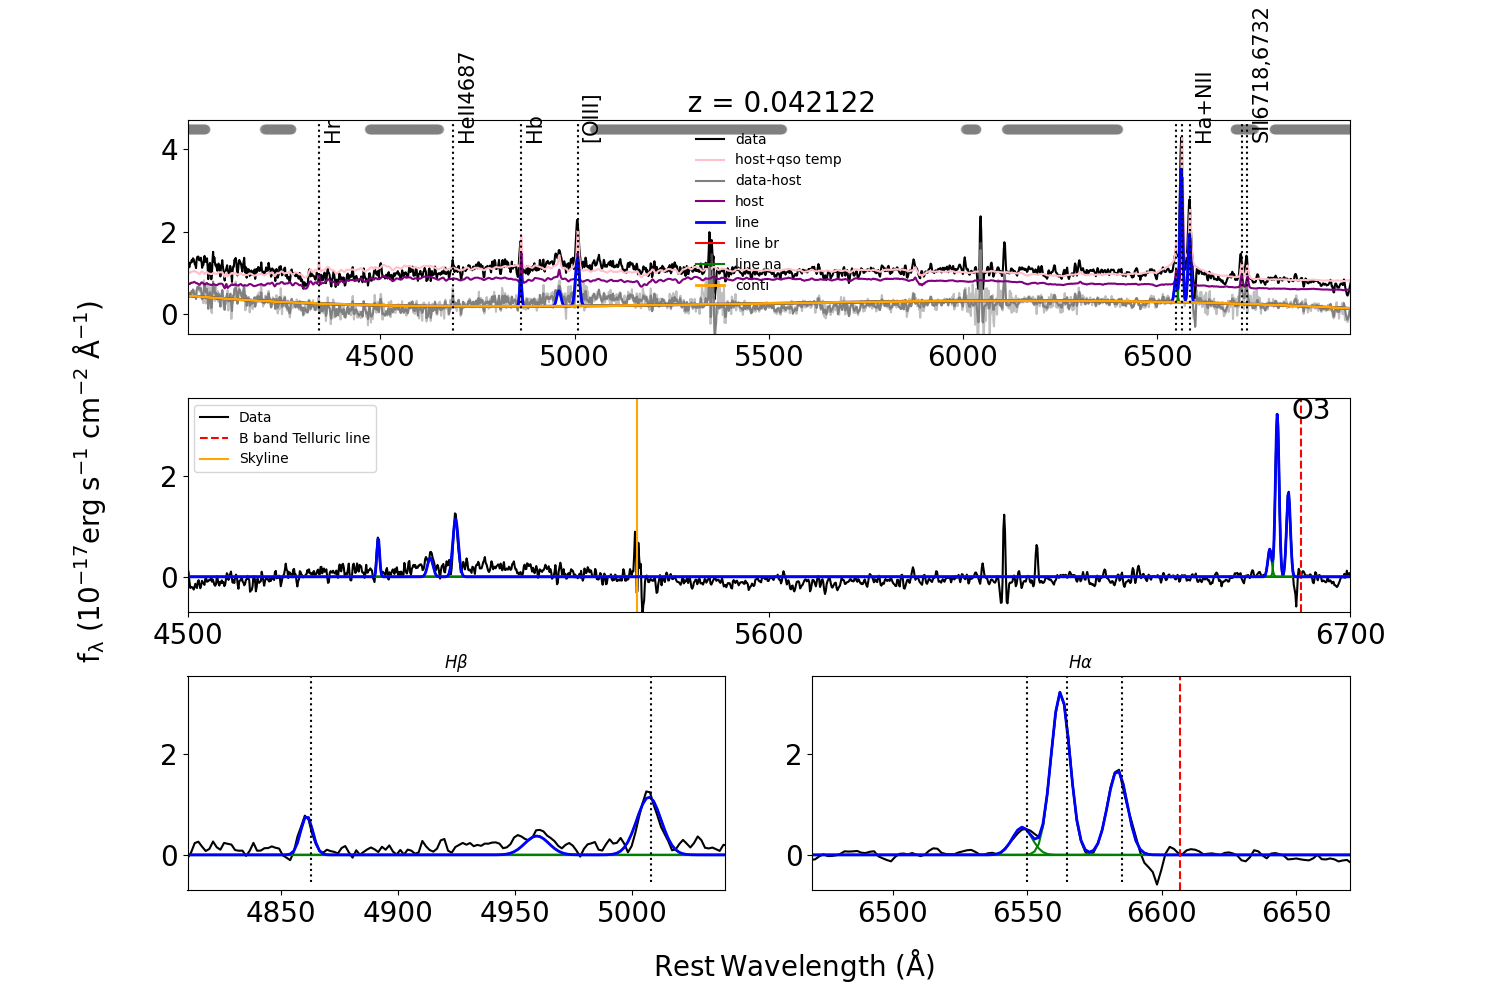 z = 0.042122
Hr
HeII4687
Hb
[OIII]
Ha+NII
SII6718,6732
data
host+qso temp
data-host
host
line
line br
line na
conti
4
2
0
4500
5000
5500
6000
6500
Data
B band Telluric line
Skyline
O3
2
0
4500
5600
6700
fλ (10⁻¹⁷erg s⁻¹ cm⁻² Å⁻¹)
Hβ
2
0
4850
4900
4950
5000
Hα
2
0
6500
6550
6600
6650
Rest Wavelength (Å)